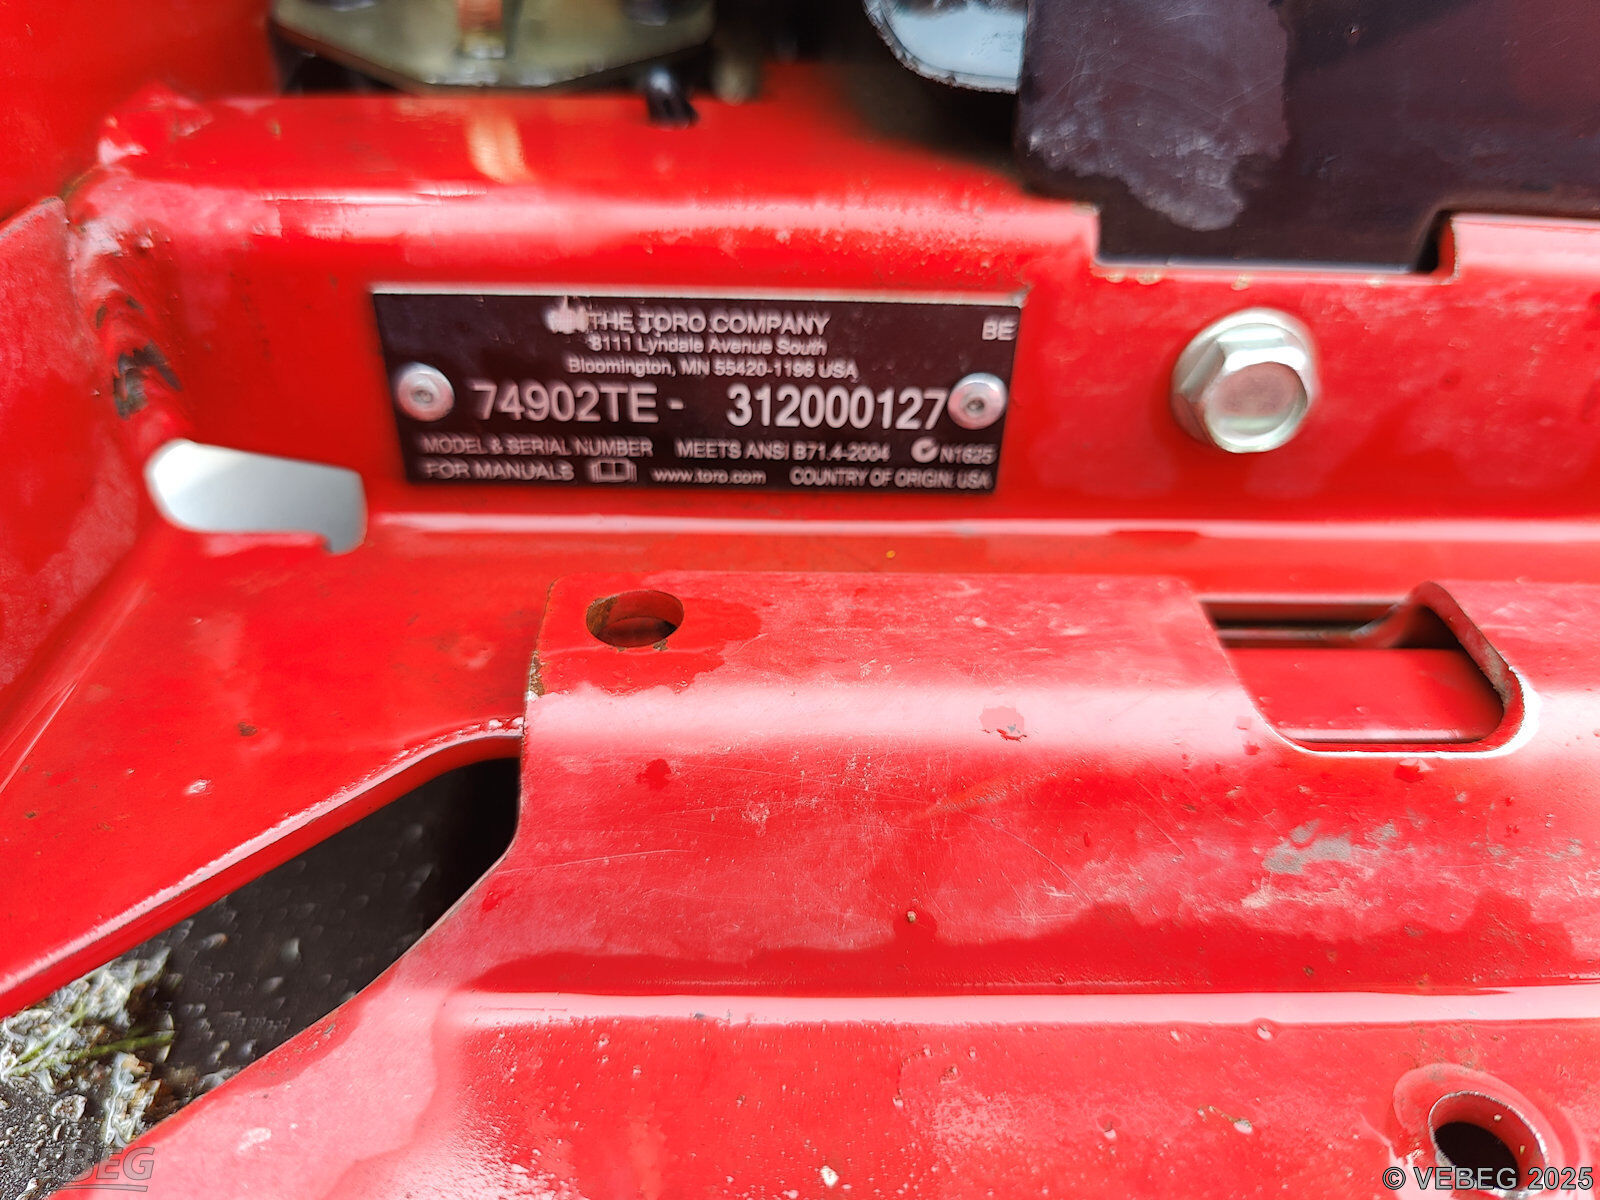 THE TORO COMPANY
BE
8111 Lyndale Avenue South
Bloomington, MN 55420-1196 USA
74902TE - 312000127
MODEL & SERIAL NUMBER MEETS ANSI B71.4-2004 N1625
FOR MANUALS www.toro.com COUNTRY OF ORIGIN: USA
VEBEG
© VEBEG 2025